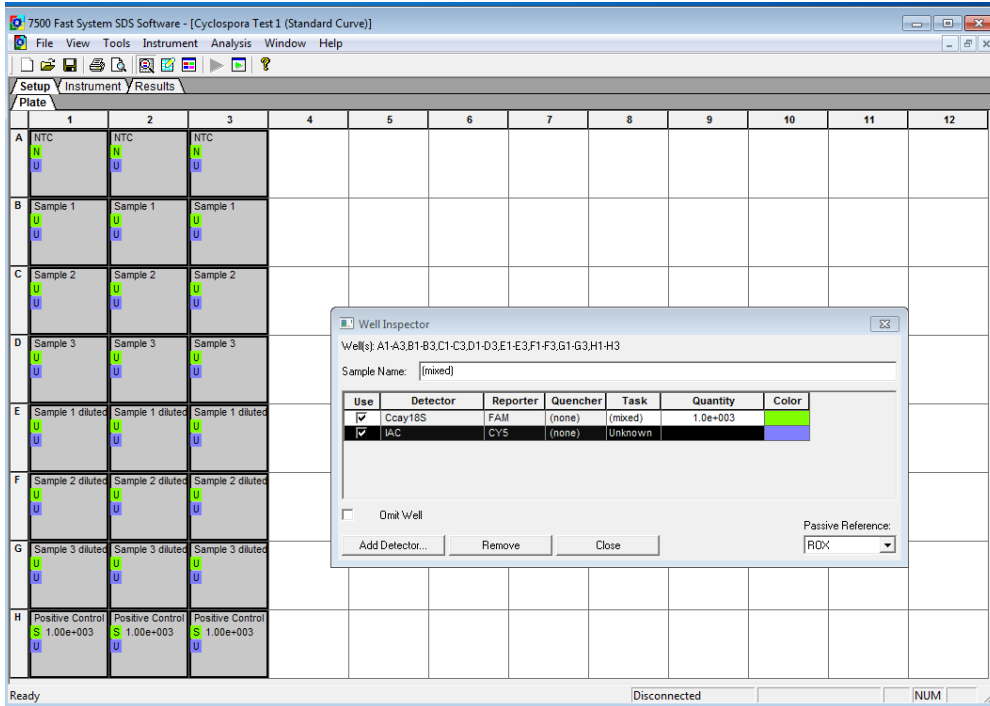 7500 Fast System SDS Software - [Cyclospora Test 1 (Standard Curve)]
File View Tools Instrument Analysis Window Help
Setup Instrument Results
Plate
1 2 3 4 5 6 7 8 9 10 11 12
A NTC NTC NTC
N N N
U U U
B Sample 1 Sample 1 Sample 1
U U U
U U U
C Sample 2 Sample 2 Sample 2
U U U
U U U
D Sample 3 Sample 3 Sample 3
U U U
U U U
E Sample 1 diluted Sample 1 diluted Sample 1 diluted
U U U
U U U
F Sample 2 diluted Sample 2 diluted Sample 2 diluted
U U U
U U U
G Sample 3 diluted Sample 3 diluted Sample 3 diluted
U U U
U U U
H Positive Control Positive Control Positive Control
S 1.00e+003 S 1.00e+003 S 1.00e+003
U U U
Well Inspector
Well(s): A1-A3,B1-B3,C1-C3,D1-D3,E1-E3,F1-F3,G1-G3,H1-H3
Sample Name: (mixed)
Use Detector Reporter Quencher Task Quantity Color
Ccay18S FAM (none) (mixed) 1.0e+003
IAC CY5 (none) Unknown
Omit Well
Passive Reference:
Add Detector... Remove Close ROX
Ready Disconnected NUM